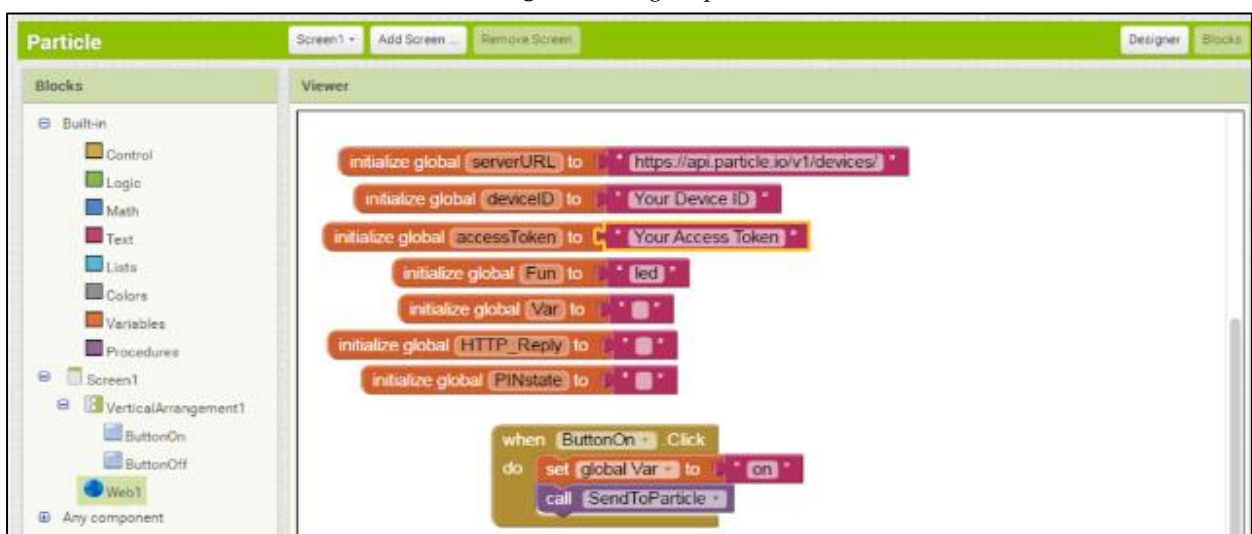 Particle Screen1 Add Screen ... Remove Screen Designer Blocks
Blocks Viewer
Built-in
Control
Logic
Math
Text
Lists
Colors
Variables
Procedures
Screen1
VerticalArrangement1
ButtonOn
ButtonOff
Web1
Any component
initialize global serverURL to " https://api.particle.io/v1/devices/ "
initialize global deviceID to " Your Device ID "
initialize global accessToken to " Your Access Token "
initialize global Fun to " led "
initialize global Var to " "
initialize global HTTP_Reply to " "
initialize global PINstate to " "
when ButtonOn .Click
do set global Var to " on "
call SendToParticle